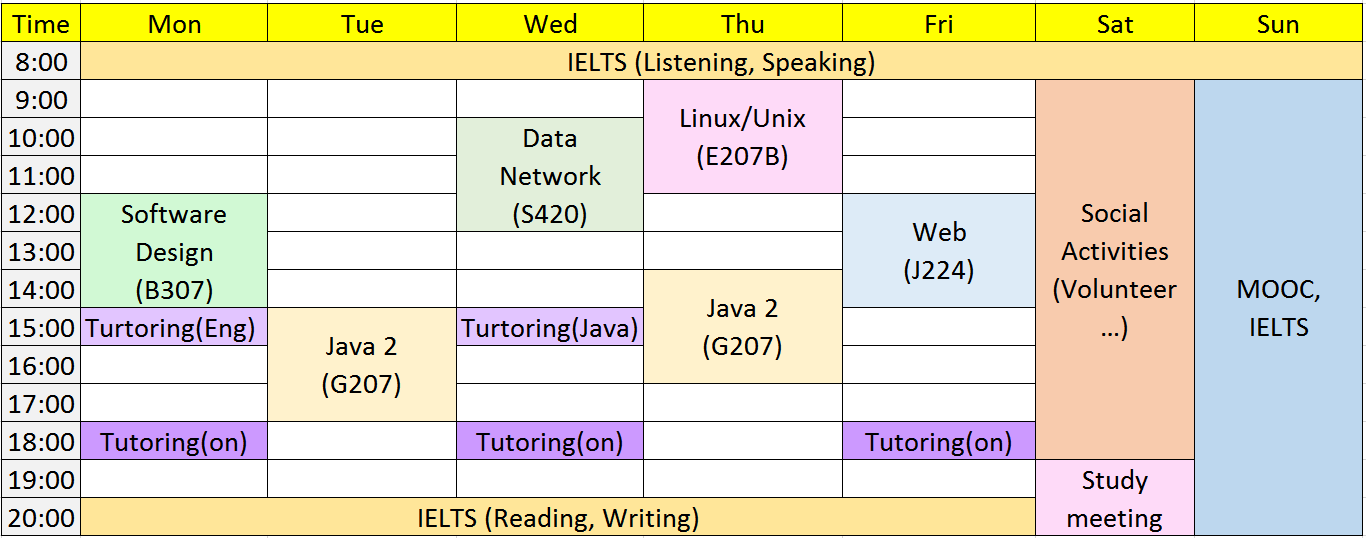 Time Mon Tue Wed Thu Fri Sat Sun
8:00 IELTS (Listening, Speaking)
9:00
Linux/Unix
(E207B)
10:00
Data
Network
(S420)
11:00
12:00
Software
Design
(B307)
Web
(J224)
Social
Activities
(Volunteer
...)
13:00
14:00
Java 2
(G207)
MOOC,
IELTS
15:00 Turtoring(Eng) Turtoring(Java)
Java 2
(G207)
16:00
17:00
18:00 Tutoring(on) Tutoring(on) Tutoring(on)
19:00
Study
meeting
20:00 IELTS (Reading, Writing)